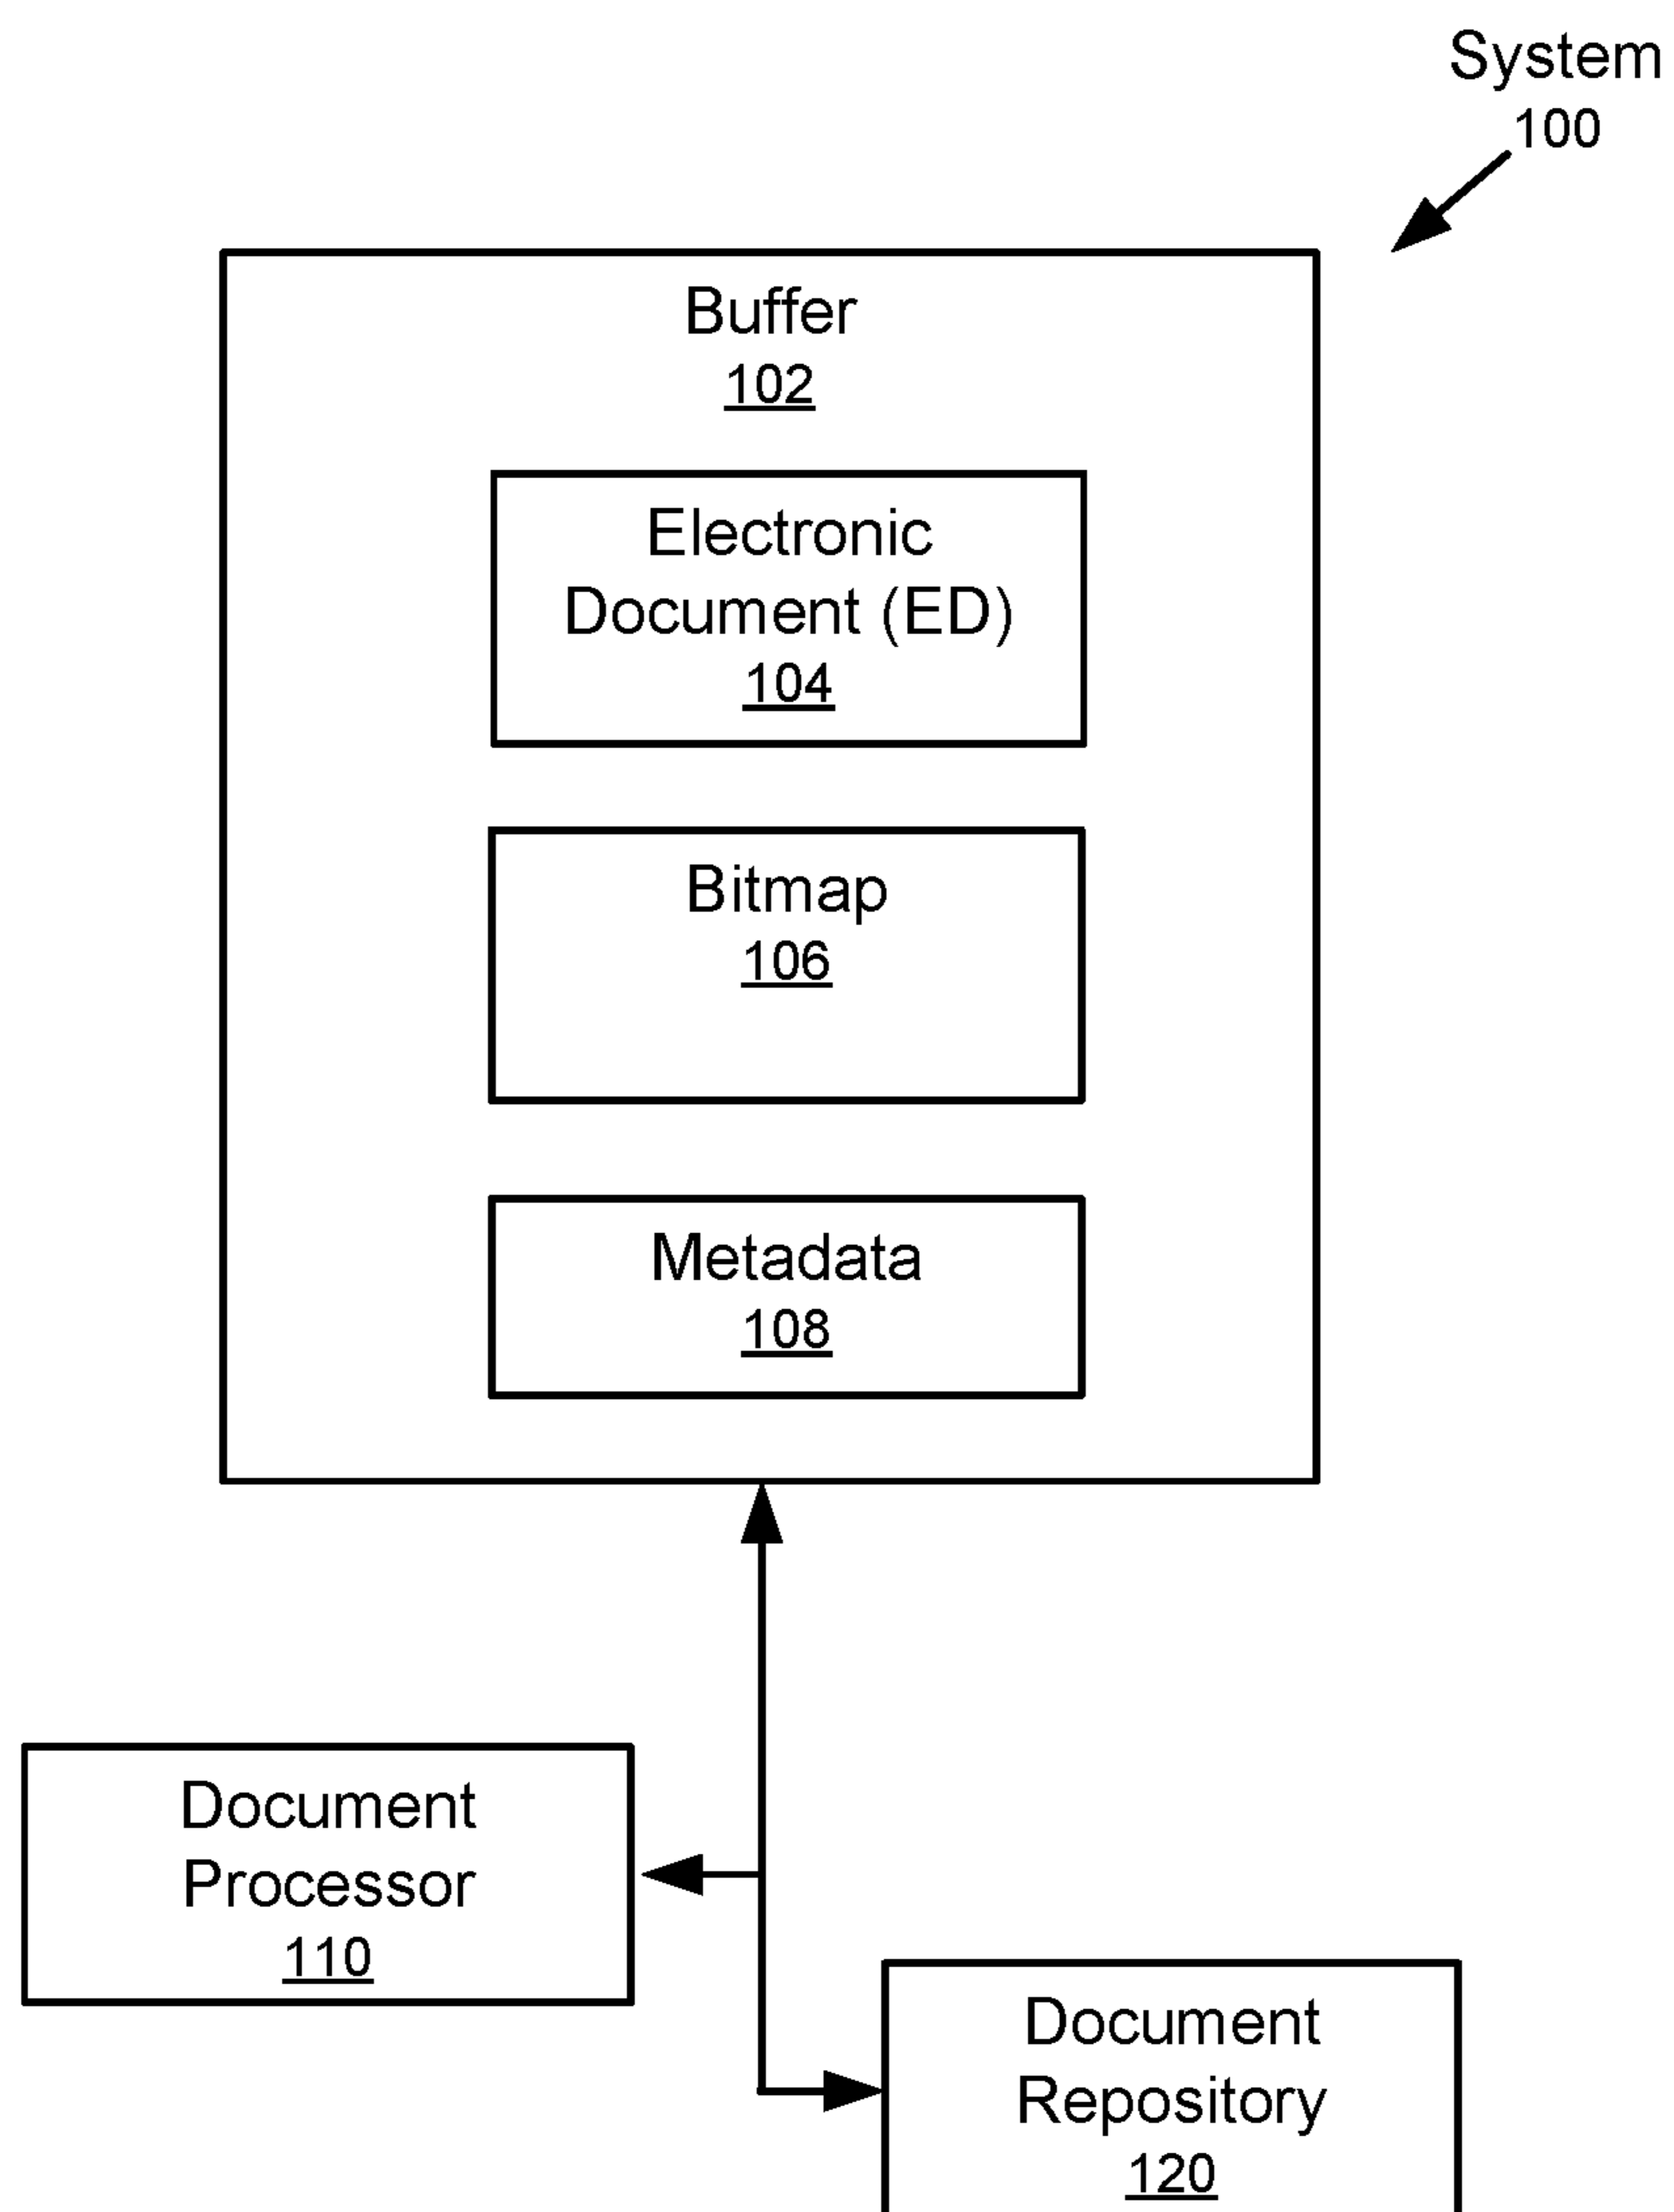 System
100
Buffer
102
Electronic
Document (ED)
104
Bitmap
106
Metadata
108
Document
Processor
110
Document
Repository
120